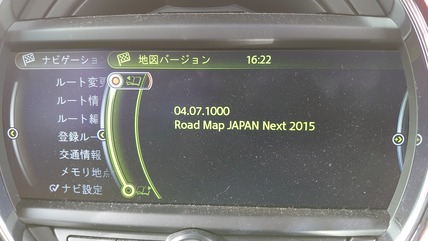 ナビゲーショ
地図バージョン
16:22
ルート変更
ルート情
ルート編
登録ルー
交通情報
メモリ地点
ナビ設定
04.07.1000
Road Map JAPAN Next 2015